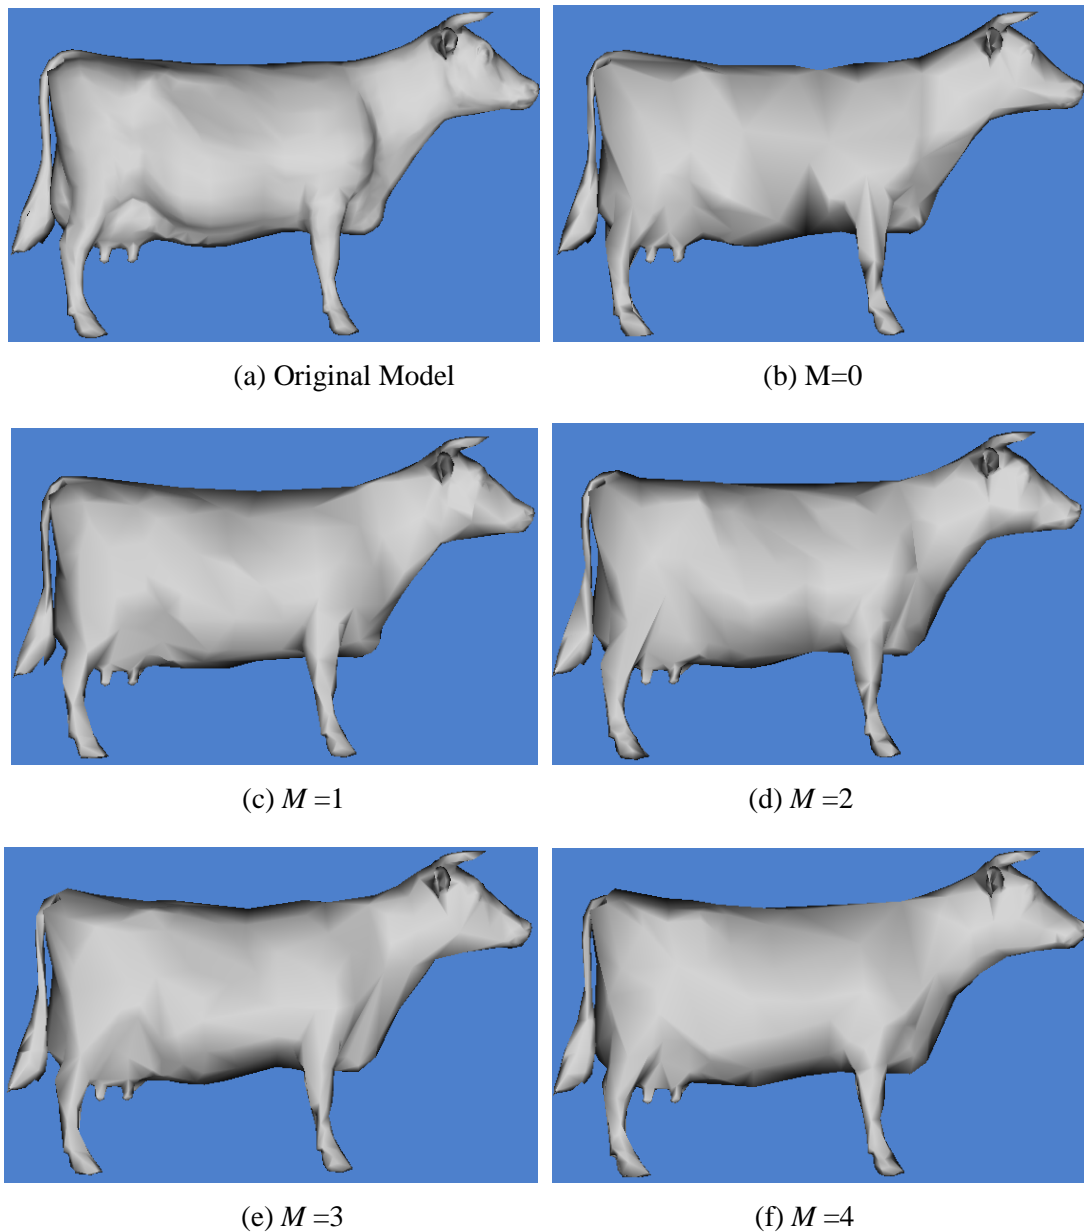 (a) Original Model
(b) M=0
(c) M =1
(d) M =2
(e) M =3
(f) M =4